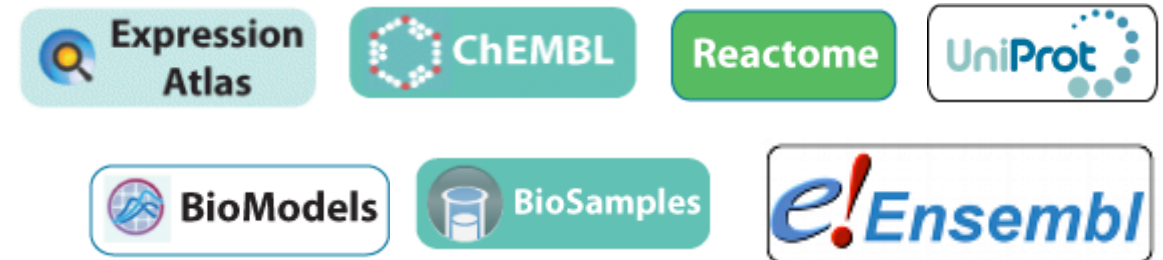 Expression
Atlas
ChEMBL
Reactome
UniProt
BioModels
BioSamples
e!Ensembl